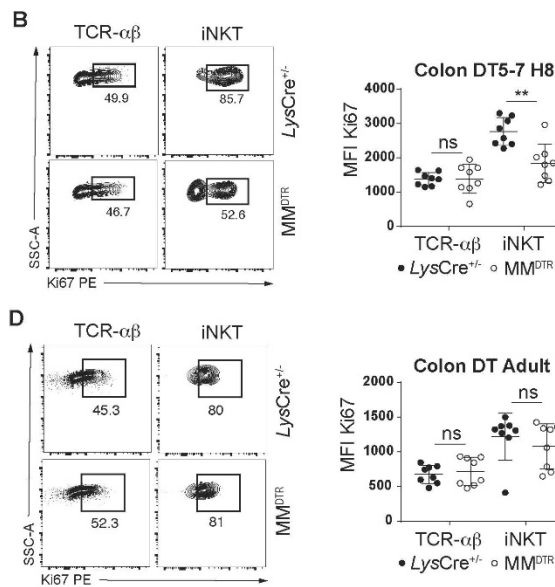 B
TCR-αβ iNKT
49.9 85.7
LysCre+/-
46.7 52.6
MMDTR
SSC-A
Ki67 PE
Colon DT5-7 H8
MFI Ki67
4000
3000
2000
1000
0
ns
**
TCR-αβ iNKT
LysCre+/- MMDTR
D
TCR-αβ iNKT
45.3 80
LysCre+/-
52.3 81
MMDTR
SSC-A
Ki67 PE
Colon DT Adult
MFI Ki67
2000
1500
1000
500
0
ns
ns
TCR-αβ iNKT
LysCre+/- MMDTR